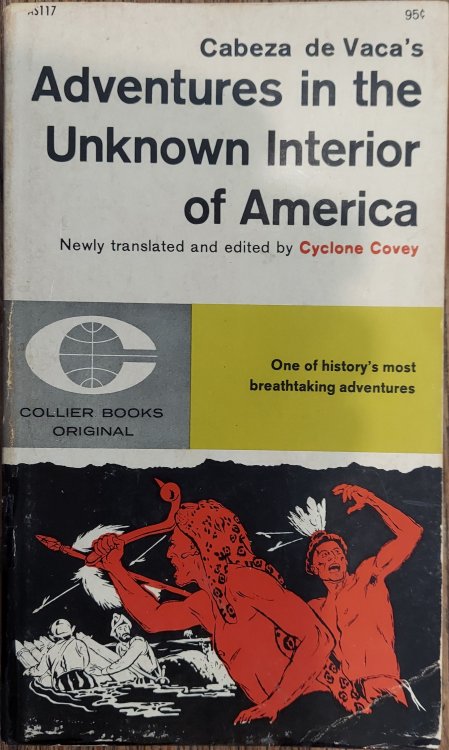 AS117
95¢
Cabeza de Vaca's
Adventures in the
Unknown Interior
of America
Newly translated and edited by Cyclone Covey
One of history's most
breathtaking adventures
COLLIER BOOKS
ORIGINAL